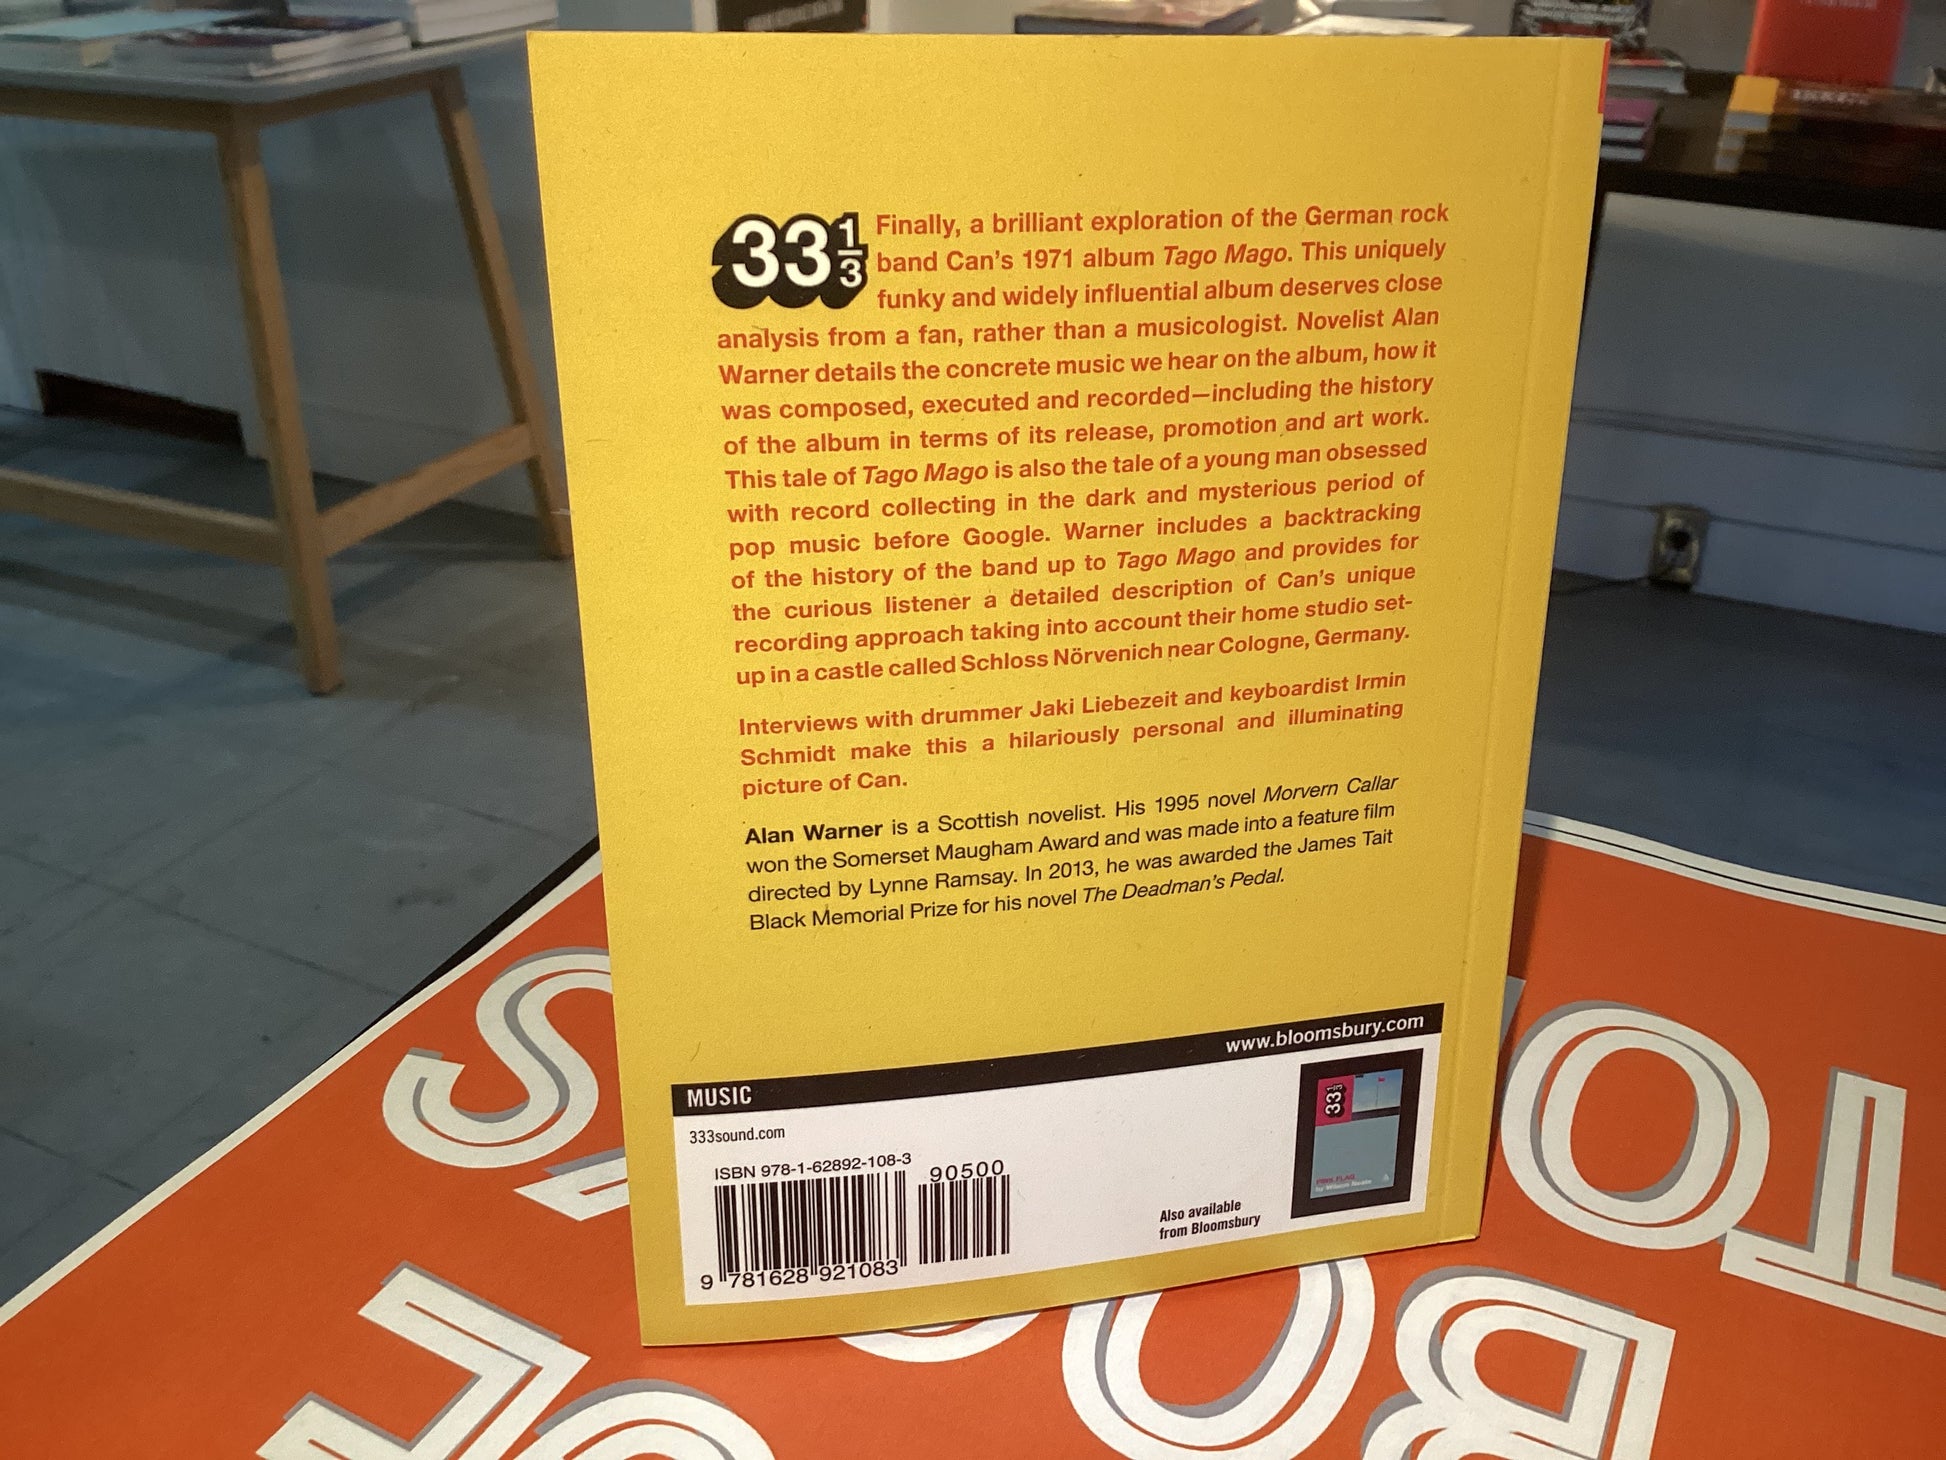 33 1/3
Finally, a brilliant exploration of the German rock
band Can's 1971 album Tago Mago. This uniquely
funky and widely influential album deserves close
analysis from a fan, rather than a musicologist. Novelist Alan
Warner details the concrete music we hear on the album, how it
was composed, executed and recorded—including the history
of the album in terms of its release, promotion and art work.
This tale of Tago Mago is also the tale of a young man obsessed
with record collecting in the dark and mysterious period of
pop music before Google. Warner includes a backtracking
of the history of the band up to Tago Mago and provides for
the curious listener a detailed description of Can's unique
recording approach taking into account their home studio set-
up in a castle called Schloss Nörvenich near Cologne, Germany.
Interviews with drummer Jaki Liebezeit and keyboardist Irmin
Schmidt make this a hilariously personal and illuminating
picture of Can.
Alan Warner is a Scottish novelist. His 1995 novel Morvern Callar
won the Somerset Maugham Award and was made into a feature film
directed by Lynne Ramsay. In 2013, he was awarded the James Tait
Black Memorial Prize for his novel The Deadman's Pedal.
www.bloomsbury.com
MUSIC
333sound.com
ISBN 978-1-62892-108-3
90500
9 781628 921083
Also available
from Bloomsbury
33 1/3
PINK FLAG
TO
BO